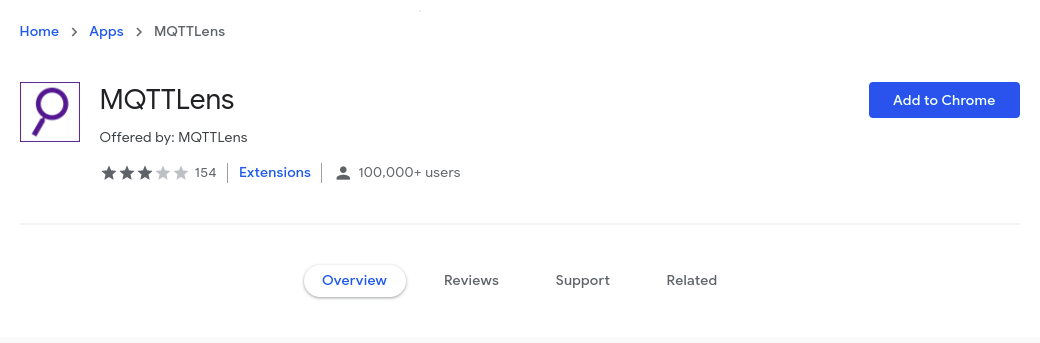 Home > Apps > MQTTLens
MQTTLens
Add to Chrome
Offered by: MQTTLens
154 Extensions 100,000+ users
Overview Reviews Support Related